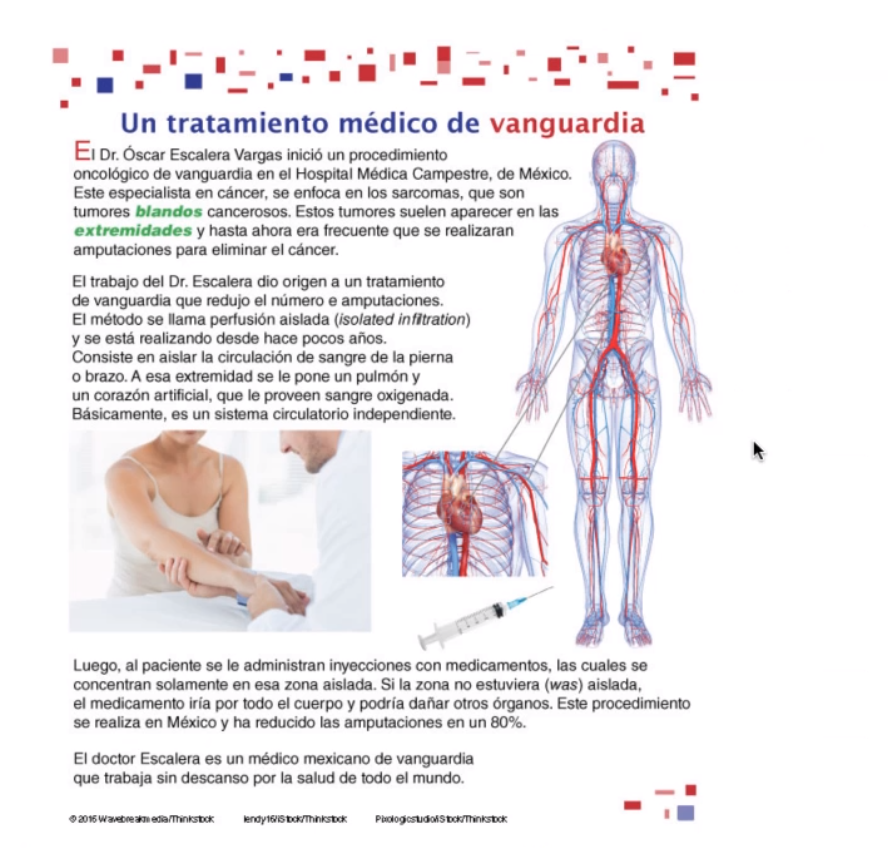 Un tratamiento médico de vanguardia
El Dr. Óscar Escalera Vargas inició un procedimiento
oncológico de vanguardia en el Hospital Médica Campestre, de México.
Este especialista en cáncer, se enfoca en los sarcomas, que son
tumores blandos cancerosos. Estos tumores suelen aparecer en las
extremidades y hasta ahora era frecuente que se realizaran
amputaciones para eliminar el cáncer.
El trabajo del Dr. Escalera dio origen a un tratamiento
de vanguardia que redujo el número e amputaciones.
El método se llama perfusión aislada (isolated infiltration)
y se está realizando desde hace pocos años.
Consiste en aislar la circulación de sangre de la pierna
o brazo. A esa extremidad se le pone un pulmón y
un corazón artificial, que le proveen sangre oxigenada.
Básicamente, es un sistema circulatorio independiente.
Luego, al paciente se le administran inyecciones con medicamentos, las cuales se
concentran solamente en esa zona aislada. Si la zona no estuviera (was) aislada,
el medicamento iría por todo el cuerpo y podría dañar otros órganos. Este procedimiento
se realiza en México y ha reducido las amputaciones en un 80%.
El doctor Escalera es un médico mexicano de vanguardia
que trabaja sin descanso por la salud de todo el mundo.
© 2016 Wavebreakmedia/Thinkstock lendy16/iStock/Thinkstock Pixologicstudio/iStock/Thinkstock